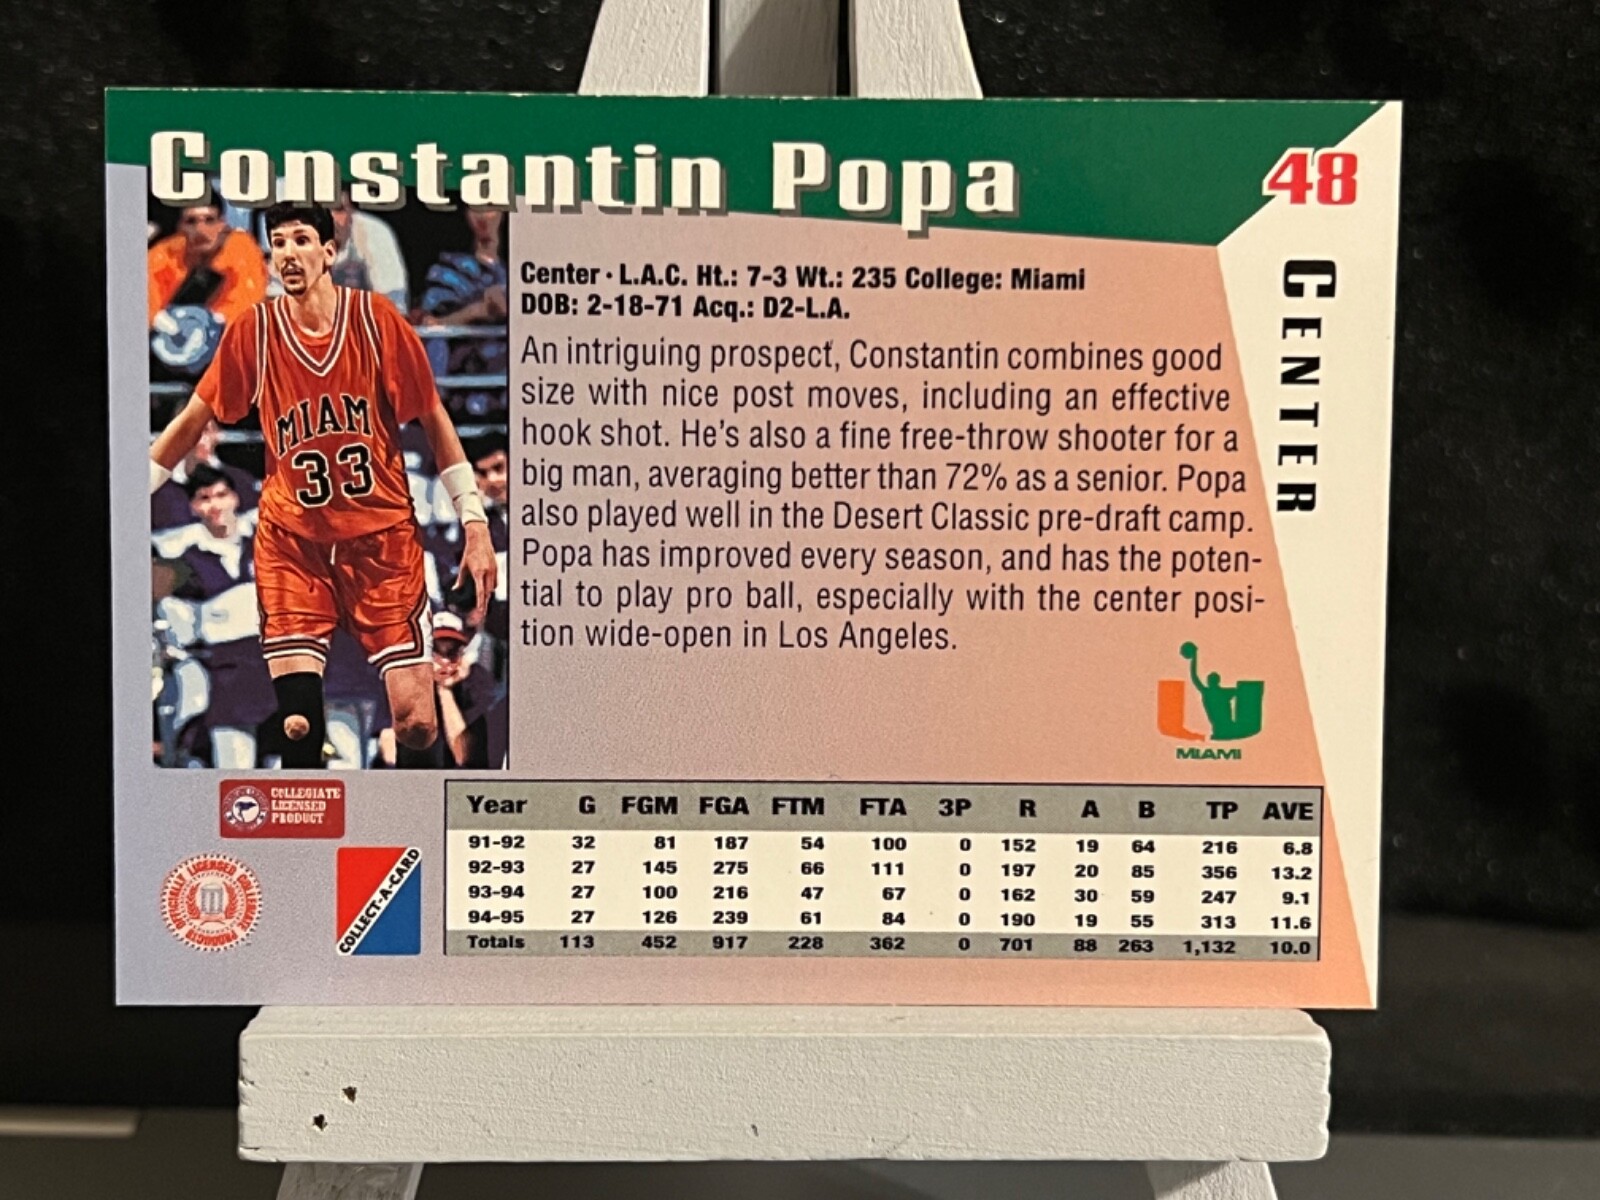 Constantin Popa
48
CENTER
Center · L.A.C. Ht.: 7-3 Wt.: 235 College: Miami
DOB: 2-18-71 Acq.: D2-L.A.
An intriguing prospect, Constantin combines good
size with nice post moves, including an effective
hook shot. He's also a fine free-throw shooter for a
big man, averaging better than 72% as a senior. Popa
also played well in the Desert Classic pre-draft camp.
Popa has improved every season, and has the poten-
tial to play pro ball, especially with the center posi-
tion wide-open in Los Angeles.
MIAMI
33
U
MIAMI
COLLEGIATE
LICENSED
PRODUCT
OFFICIALLY LICENSED COLLEGIATE PRODUCTS
COLLECT-A-CARD
Year G FGM FGA FTM FTA 3P R A B TP AVE
91-92 32 81 187 54 100 0 152 19 64 216 6.8
92-93 27 145 275 66 111 0 197 20 85 356 13.2
93-94 27 100 216 47 67 0 162 30 59 247 9.1
94-95 27 126 239 61 84 0 190 19 55 313 11.6
Totals 113 452 917 228 362 0 701 88 263 1,132 10.0